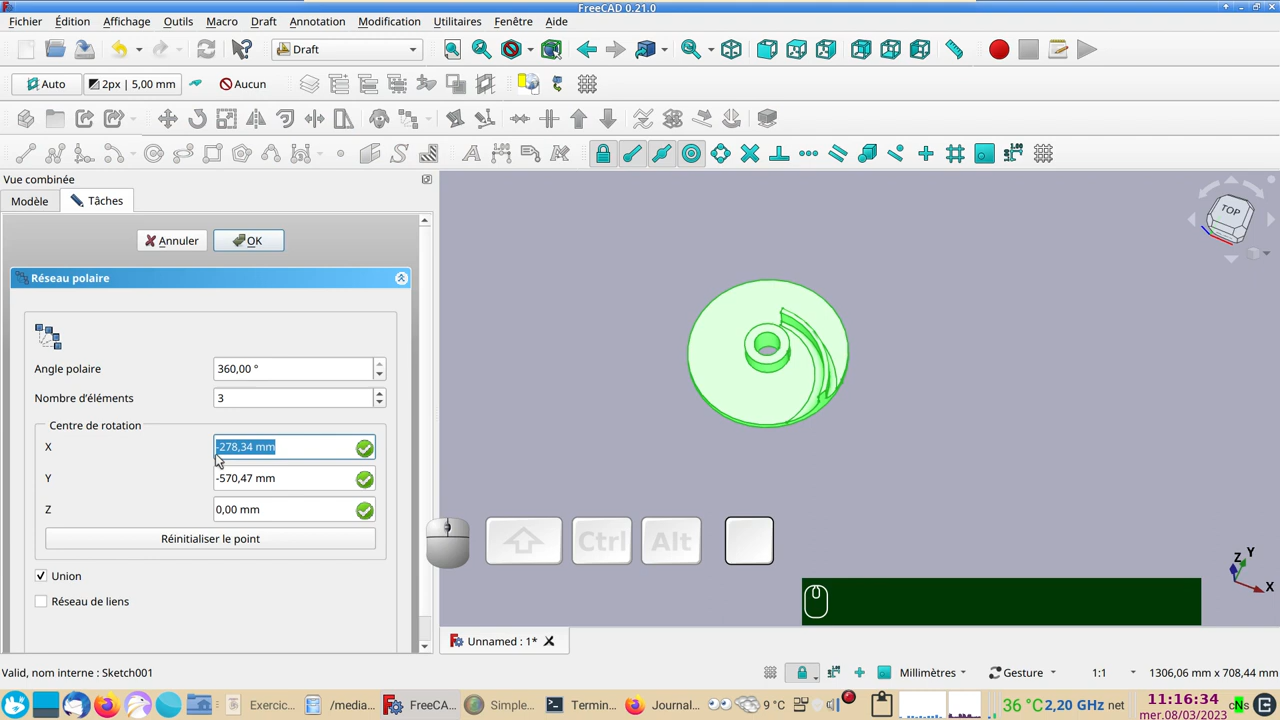 FreeCAD 0.21.0
Fichier Édition Affichage Outils Macro Draft Annotation Modification Utilitaires Fenêtre Aide
Draft
Auto 2px | 5,00 mm Aucun
Vue combinée
Modèle Tâches
Annuler OK
Réseau polaire
TOP
Angle polaire 360,00 °
Nombre d'éléments 3
Centre de rotation
X -278,34 mm
Y -570,47 mm
Z 0,00 mm
Réinitialiser le point
Ctrl Alt
Union
Réseau de liens
Z Y X
Unnamed : 1*
Valid, nom interne : Sketch001 Millimètres Gesture 1:1 1306,06 mm x 708,44 mm
Exercic... /media... FreeCA... Simple... Termin... Journal... 9 °C 36 °C 2,20 GHz net 11:16:34
mer.08/03/2023